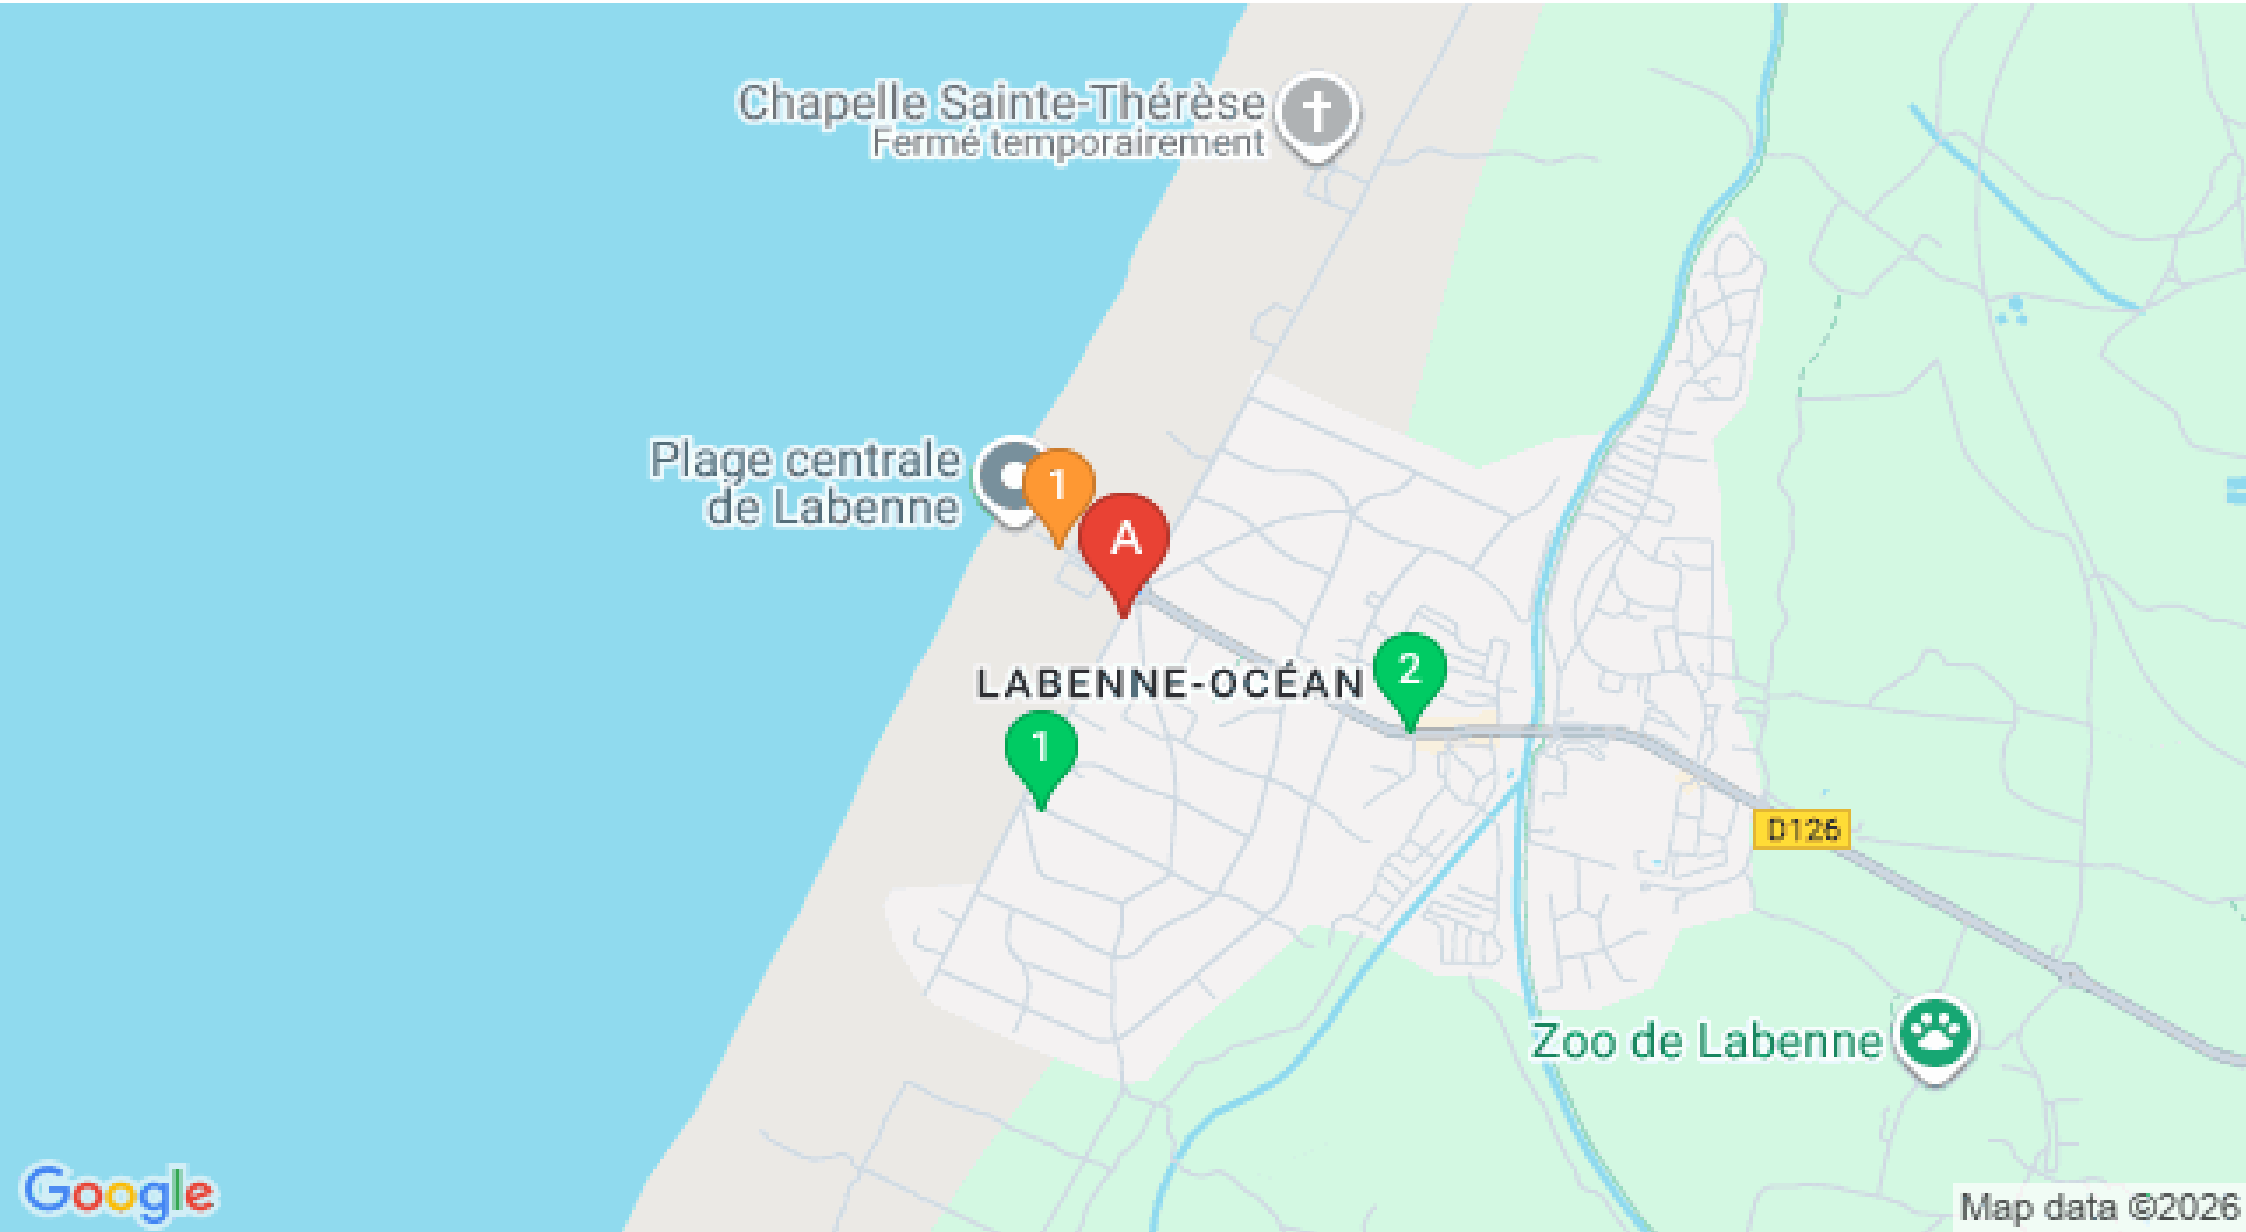 Chapelle Sainte-Thérèse
Fermé temporairement
Plage centrale
de Labenne
1
A
LABENNE-OCÉAN
2
1
D126
Zoo de Labenne
Google
Map data ©2026